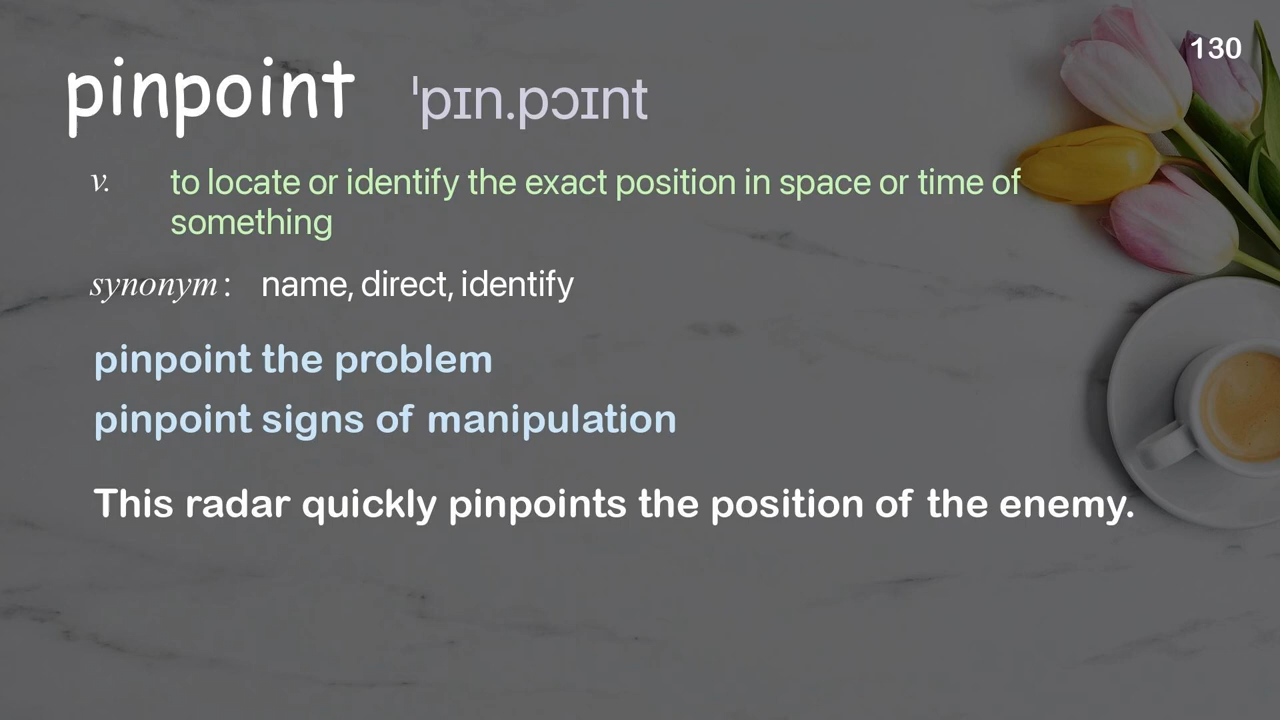 130
pinpoint ˈpɪn.pɔɪnt
v. to locate or identify the exact position in space or time of
something
synonym: name, direct, identify
pinpoint the problem
pinpoint signs of manipulation
This radar quickly pinpoints the position of the enemy.